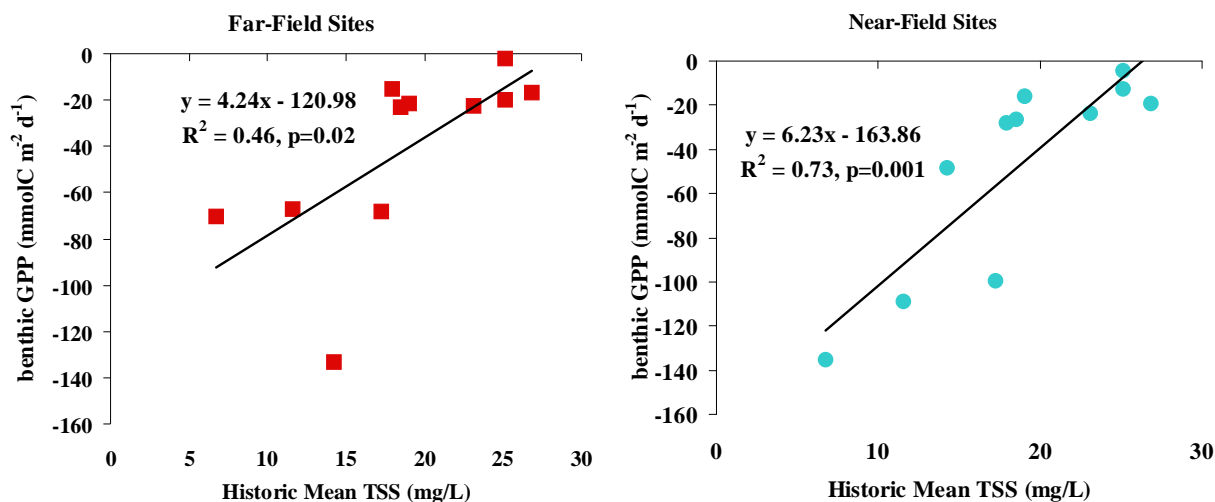 Far-Field Sites
0
-20
-40
-60
-80
-100
-120
-140
-160
0 5 10 15 20 25 30
benthic GPP (mmolC m⁻² d⁻¹)
Historic Mean TSS (mg/L)
y = 4.24x - 120.98
R² = 0.46, p=0.02
Near-Field Sites
0
-20
-40
-60
-80
-100
-120
-140
-160
0 10 20 30
benthic GPP (mmolC m⁻² d⁻¹)
Historic Mean TSS (mg/L)
y = 6.23x - 163.86
R² = 0.73, p=0.001